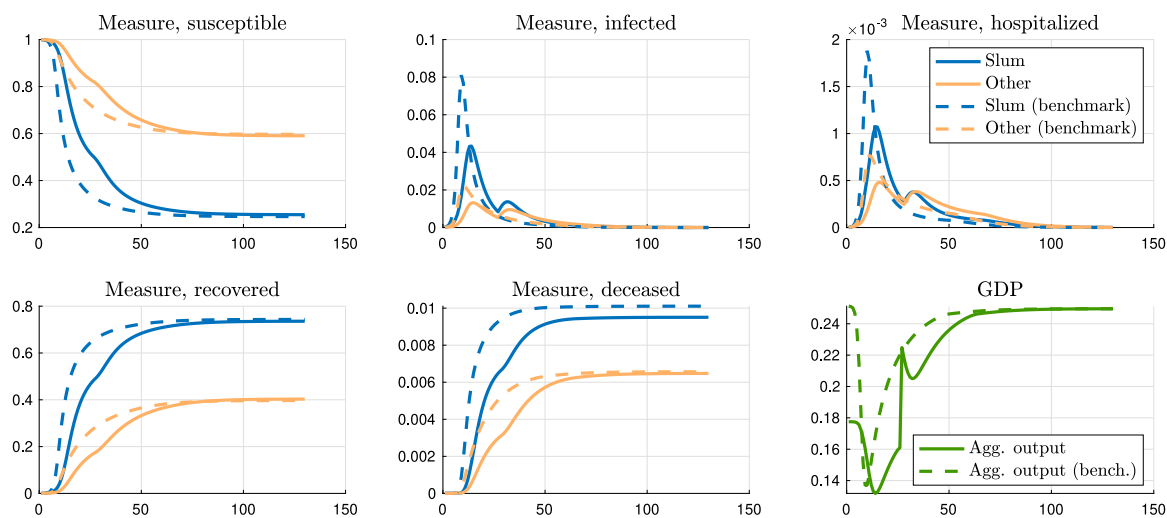 Measure, susceptible
1
0.8
0.6
0.4
0.2
0 50 100 150
Measure, infected
0.1
0.08
0.06
0.04
0.02
0
0 50 100 150
Measure, hospitalized
×10⁻³
2
1.5
1
0.5
0
0 50 100 150
Slum
Other
Slum (benchmark)
Other (benchmark)
Measure, recovered
0.8
0.6
0.4
0.2
0
0 50 100 150
Measure, deceased
0.01
0.008
0.006
0.004
0.002
0
0 50 100 150
GDP
0.24
0.22
0.2
0.18
0.16
0.14
0 50 100 150
Agg. output
Agg. output (bench.)